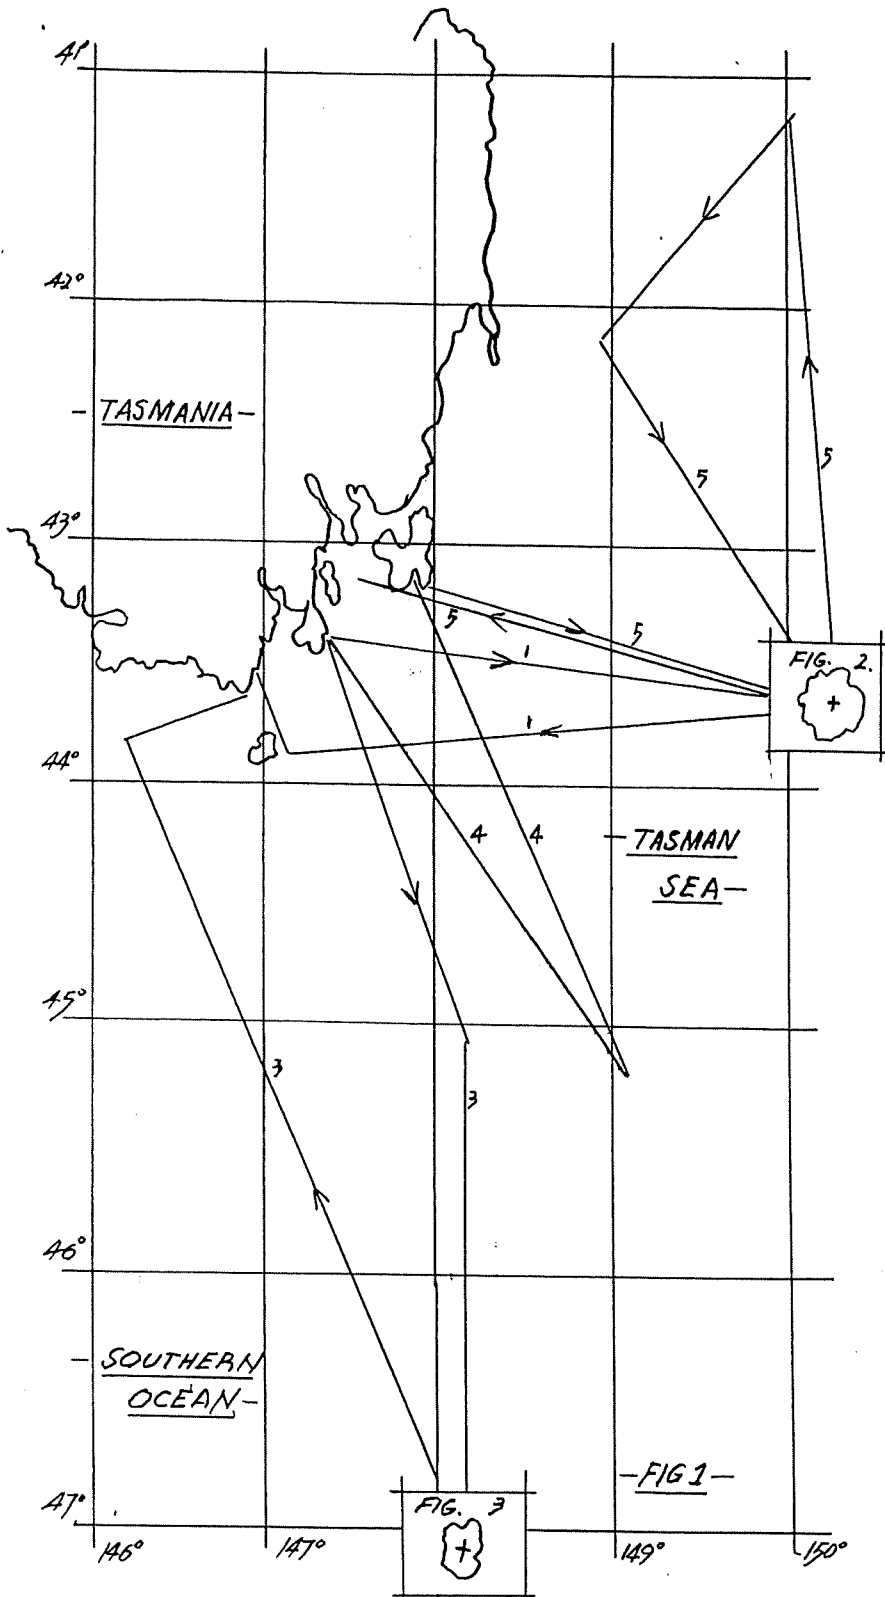 41°
42°
- TASMANIA -
5
5
43°
5
5
1
FIG. 2.
1
44°
4
4
- TASMAN
SEA -
45°
3
3
46°
- SOUTHERN
OCEAN -
- FIG 1 -
FIG. 3
47°
146°
147°
149°
150°